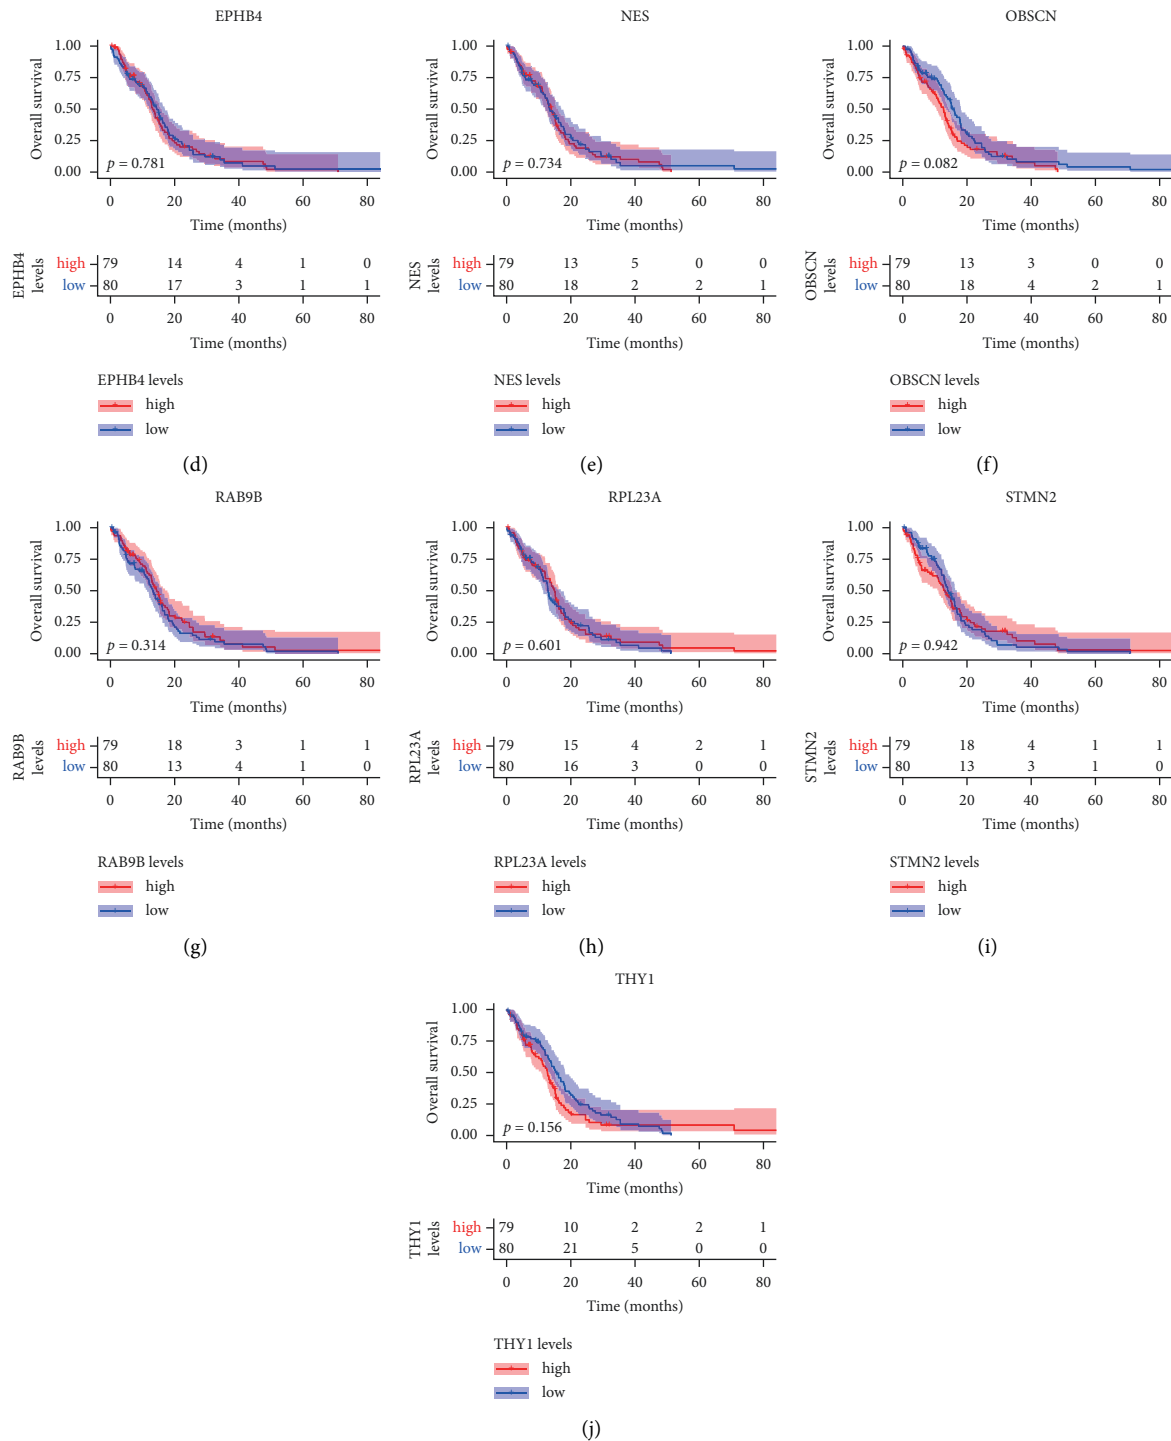 EPHB4
Overall survival
1.00
0.75
0.50
0.25
0.00
p = 0.781
0 20 40 60 80
Time (months)
EPHB4 levels
high 79 14 4 1 0
low 80 17 3 1 1
0 20 40 60 80
Time (months)
EPHB4 levels
high
low
(d)
NES
Overall survival
1.00
0.75
0.50
0.25
0.00
p = 0.734
0 20 40 60 80
Time (months)
NES levels
high 79 13 5 0 0
low 80 18 2 2 1
0 20 40 60 80
Time (months)
NES levels
high
low
(e)
OBSCN
Overall survival
1.00
0.75
0.50
0.25
0.00
p = 0.082
0 20 40 60 80
Time (months)
OBSCN levels
high 79 13 3 0 0
low 80 18 4 2 1
0 20 40 60 80
Time (months)
OBSCN levels
high
low
(f)
RAB9B
Overall survival
1.00
0.75
0.50
0.25
0.00
p = 0.314
0 20 40 60 80
Time (months)
RAB9B levels
high 79 18 3 1 1
low 80 13 4 1 0
0 20 40 60 80
Time (months)
RAB9B levels
high
low
(g)
RPL23A
Overall survival
1.00
0.75
0.50
0.25
0.00
p = 0.601
0 20 40 60 80
Time (months)
RPL23A levels
high 79 15 4 2 1
low 80 16 3 0 0
0 20 40 60 80
Time (months)
RPL23A levels
high
low
(h)
STMN2
Overall survival
1.00
0.75
0.50
0.25
0.00
p = 0.942
0 20 40 60 80
Time (months)
STMN2 levels
high 79 18 4 1 1
low 80 13 3 1 0
0 20 40 60 80
Time (months)
STMN2 levels
high
low
(i)
THY1
Overall survival
1.00
0.75
0.50
0.25
0.00
p = 0.156
0 20 40 60 80
Time (months)
THY1 levels
high 79 10 2 2 1
low 80 21 5 0 0
0 20 40 60 80
Time (months)
THY1 levels
high
low
(j)